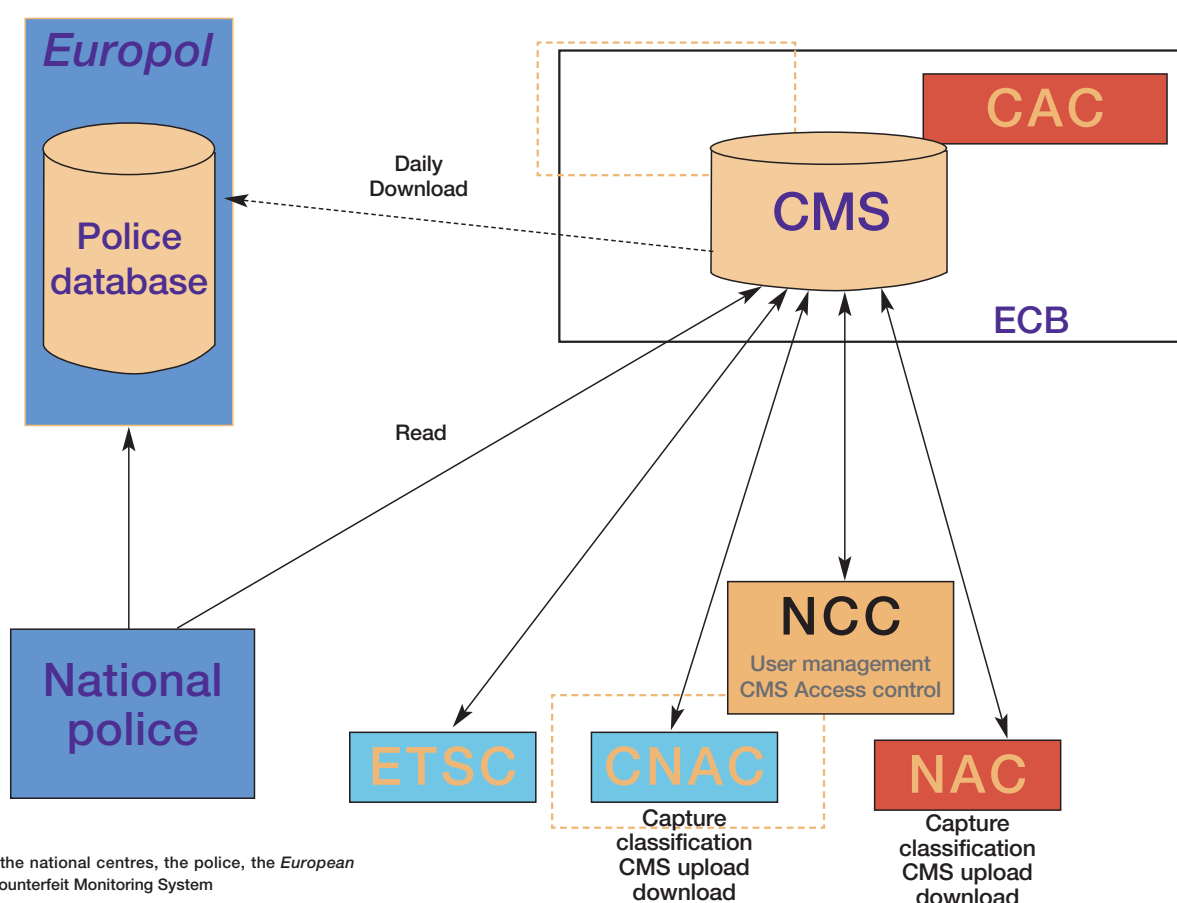 Europol
Police
database
Daily
Download
CAC
CMS
ECB
Read
National
police
NCC
User management
CMS Access control
ETSC
CNAC
Capture
classification
CMS upload
download
NAC
Capture
classification
CMS upload
download
the national centres, the police, the European
ounterfeit Monitoring System